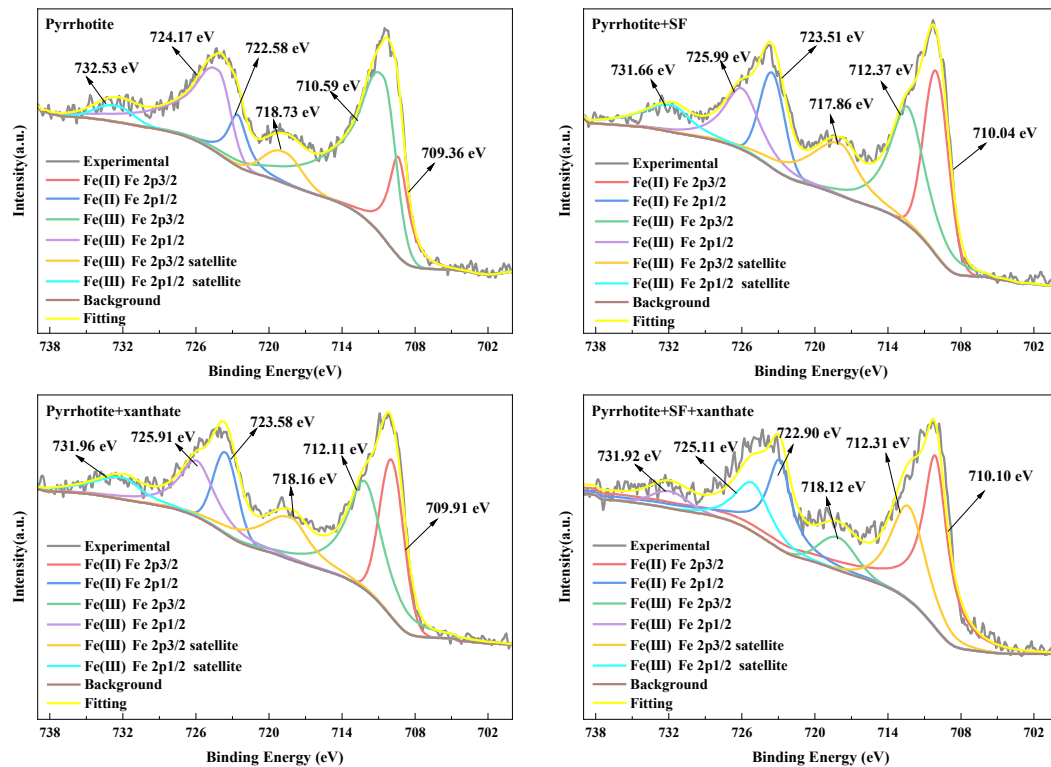 Pyrrhotite
724.17 eV
722.58 eV
732.53 eV
710.59 eV
718.73 eV
709.36 eV
Experimental
Fe(II) Fe 2p3/2
Fe(II) Fe 2p1/2
Fe(III) Fe 2p3/2
Fe(III) Fe 2p1/2
Fe(III) Fe 2p3/2 satellite
Fe(III) Fe 2p1/2 satellite
Background
Fitting
Intensity(a.u.)
738 732 726 720 714 708 702
Binding Energy(eV)
Pyrrhotite+SF
723.51 eV
725.99 eV
731.66 eV
712.37 eV
717.86 eV
710.04 eV
Experimental
Fe(II) Fe 2p3/2
Fe(II) Fe 2p1/2
Fe(III) Fe 2p3/2
Fe(III) Fe 2p1/2
Fe(III) Fe 2p3/2 satellite
Fe(III) Fe 2p1/2 satellite
Background
Fitting
Intensity(a.u.)
738 732 726 720 714 708 702
Binding Energy(eV)
Pyrrhotite+xanthate
723.58 eV
725.91 eV
731.96 eV
712.11 eV
718.16 eV
709.91 eV
Experimental
Fe(II) Fe 2p3/2
Fe(II) Fe 2p1/2
Fe(III) Fe 2p3/2
Fe(III) Fe 2p1/2
Fe(III) Fe 2p3/2 satellite
Fe(III) Fe 2p1/2 satellite
Background
Fitting
Intensity(a.u.)
738 732 726 720 714 708 702
Binding Energy (eV)
Pyrrhotite+SF+xanthate
722.90 eV
725.11 eV
712.31 eV
731.92 eV
718.12 eV
710.10 eV
Experimental
Fe(II) Fe 2p3/2
Fe(II) Fe 2p1/2
Fe(III) Fe 2p3/2
Fe(III) Fe 2p1/2
Fe(III) Fe 2p3/2 satellite
Fe(III) Fe 2p1/2 satellite
Background
Fitting
Intensity(a.u.)
738 732 726 720 714 708 702
Binding Energy (eV)